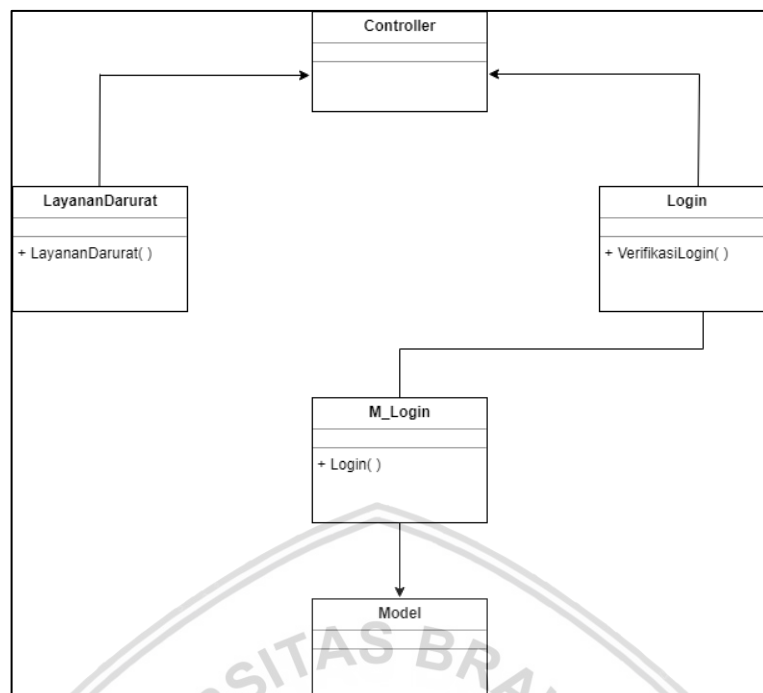 Controller
LayananDarurat
+ LayananDarurat( )
Login
+ VerifikasiLogin( )
M_Login
+ Login( )
Model